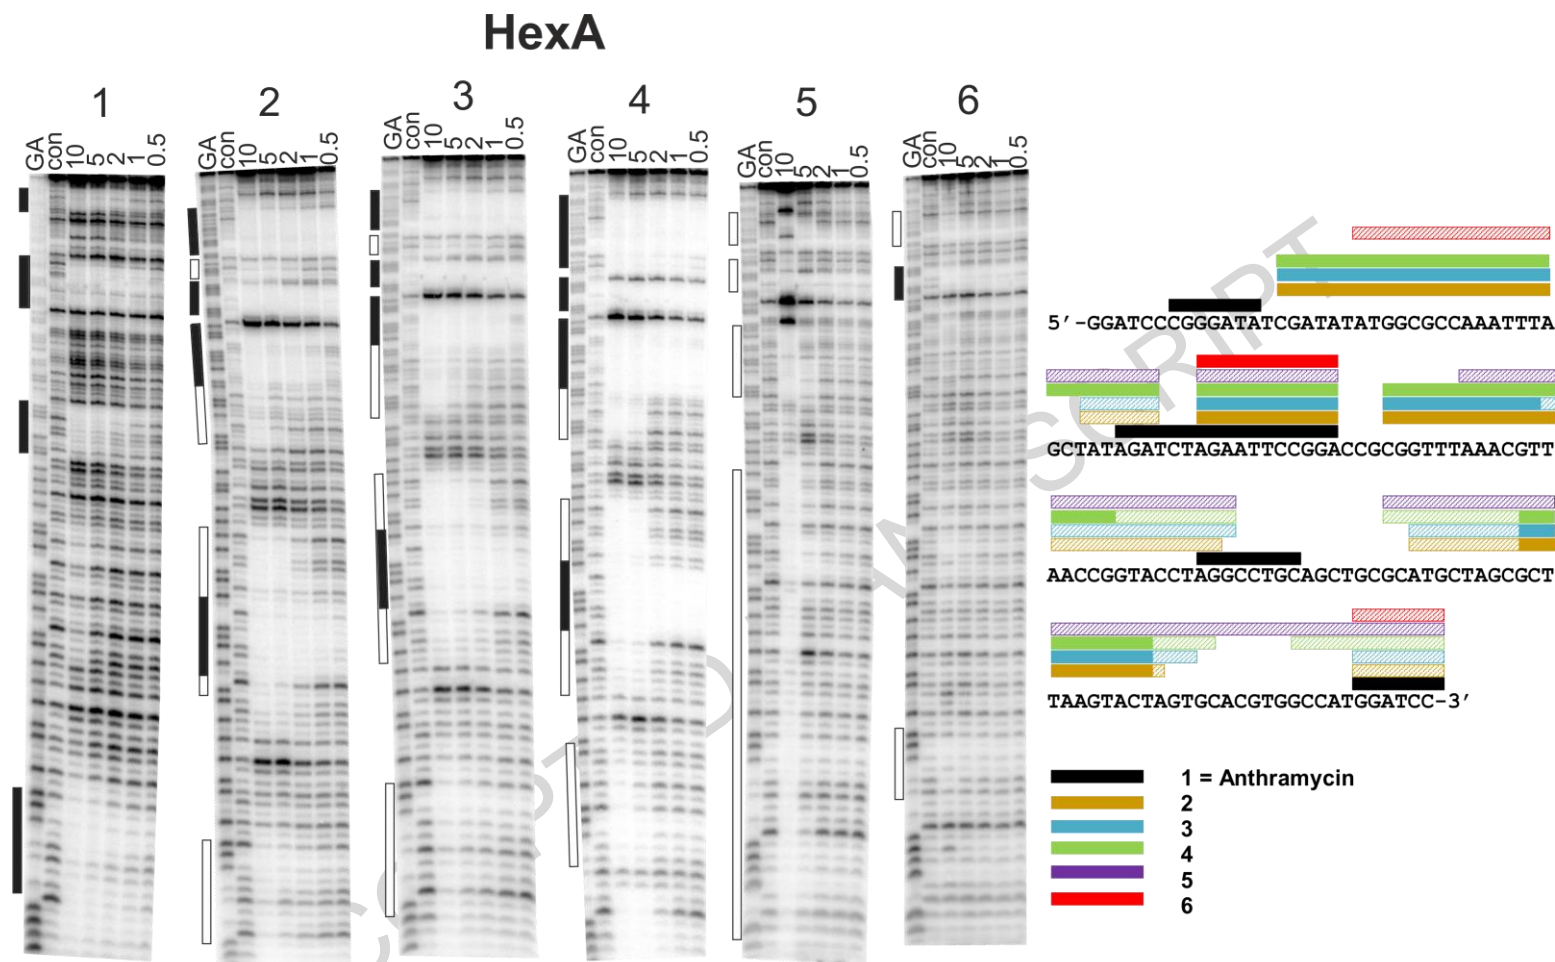 HexA
1 2 3 4 5 6
GA con 10 5 2 1 0.5
GA con 10 5 2 1 0.5
GA con 10 5 2 1 0.5
GA con 10 5 2 1 0.5
GA con 10 5 2 1 0.5
GA con 10 5 2 1 0.5
5′-GGATCCCGGGATATCGATATATGGCGCCAAATTTA
GCTATAGATCTAGAATTCCGGACCGCGGTTTAAACGTT
AACCGGTACCTAGGCCTGCAGCTGCGCATGCTAGCGCT
TAAGTACTAGTGCACGTGGCCATGGATCC-3′
1 = Anthramycin
2
3
4
5
6